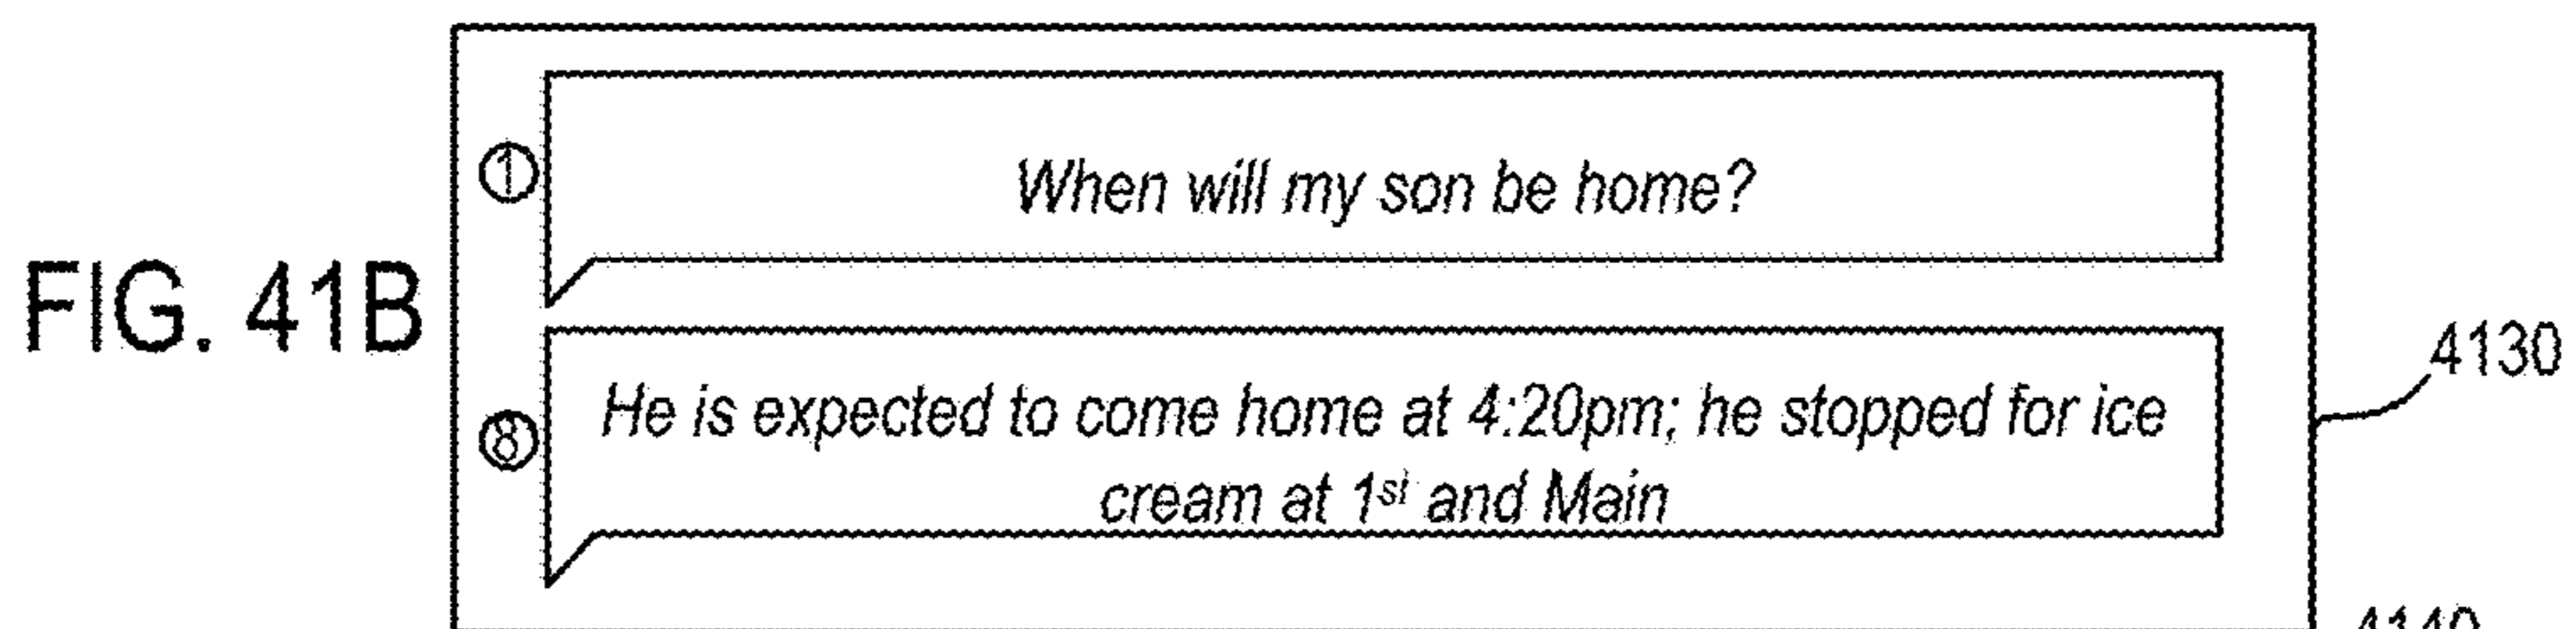 FIG. 41B
① When will my son be home?
⑧ He is expected to come home at 4:20pm; he stopped for ice
cream at 1st and Main
4130